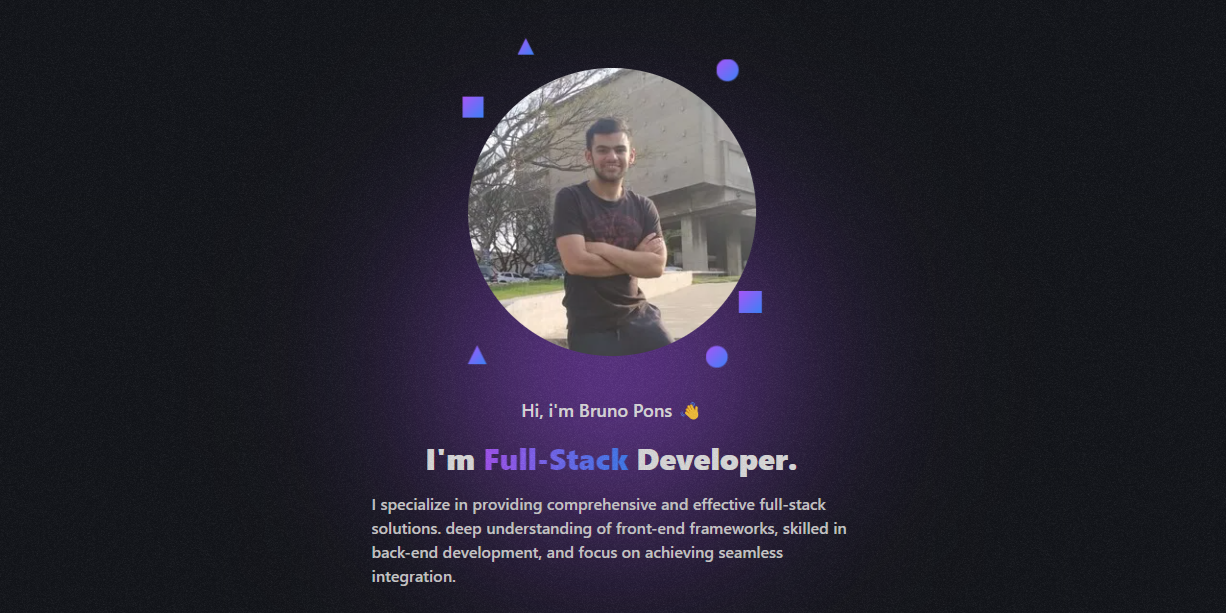 Hi, i'm Bruno Pons 👋
I'm Full-Stack Developer.
I specialize in providing comprehensive and effective full-stack
solutions. deep understanding of front-end frameworks, skilled in
back-end development, and focus on achieving seamless
integration.